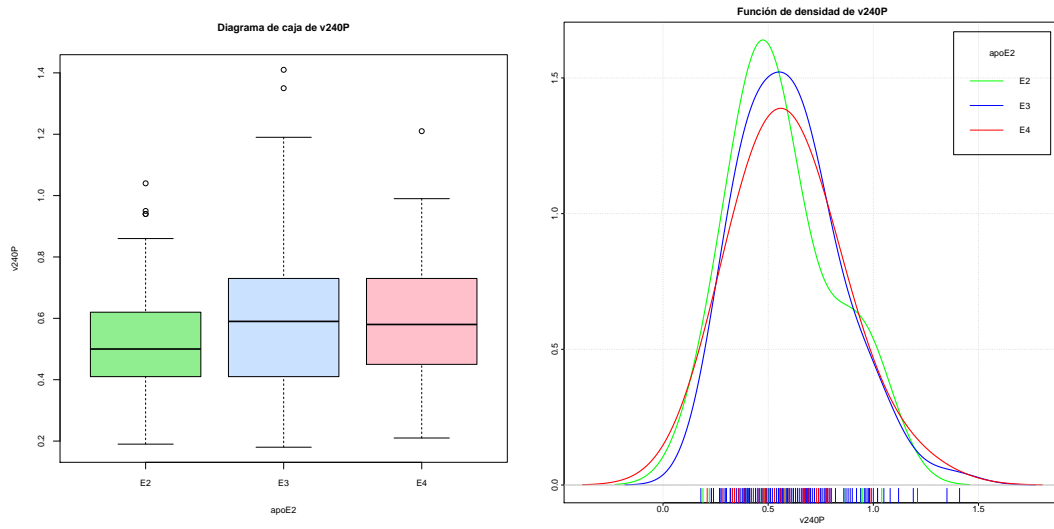 Diagrama de caja de v240P
v240P
0.2
0.4
0.6
0.8
1.0
1.2
1.4
E2
E3
E4
apoE2
Función de densidad de v240P
apoE2
E2
E3
E4
0.0
0.5
1.0
1.5
0.0
0.5
1.0
1.5
v240P